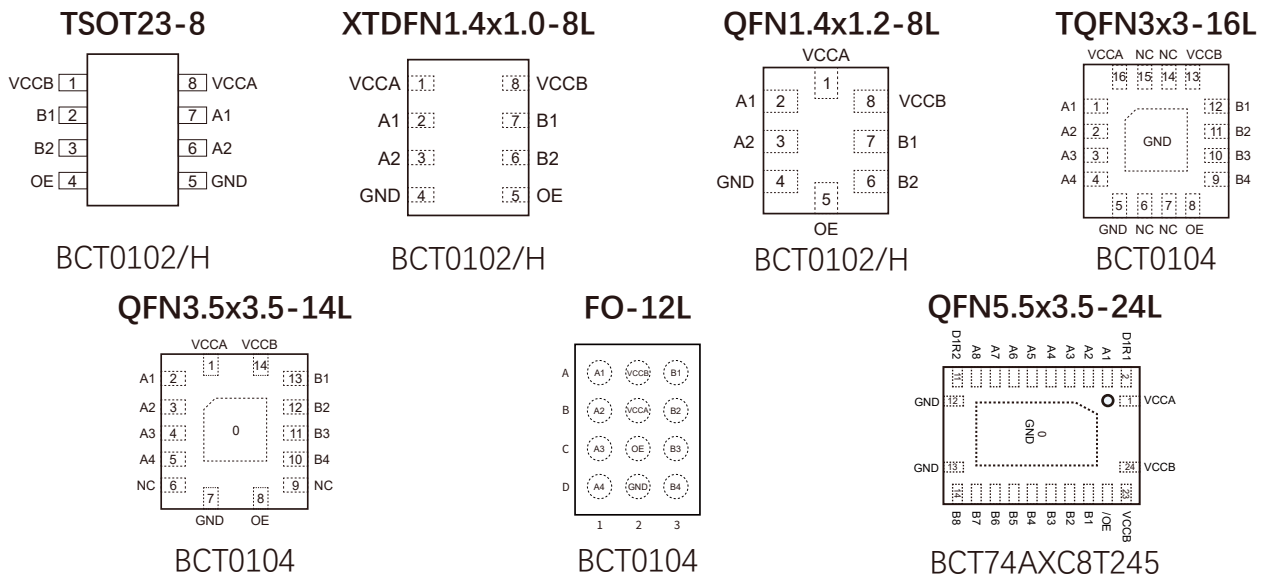 TSOT23-8
VCCB 1 8 VCCA
B1 2 7 A1
B2 3 6 A2
OE 4 5 GND
BCT0102/H
XTDFN1.4x1.0-8L
VCCA 1 8 VCCB
A1 2 7 B1
A2 3 6 B2
GND 4 5 OE
BCT0102/H
QFN1.4x1.2-8L
VCCA
1
A1 2 8 VCCB
A2 3 7 B1
GND 4 6 B2
5
OE
BCT0102/H
TQFN3x3-16L
VCCA NC NC VCCB
16 15 14 13
A1 1 12 B1
A2 2 11 B2
A3 3 GND 10 B3
A4 4 9 B4
5 6 7 8
GND NC NC OE
BCT0104
QFN3.5x3.5-14L
VCCA VCCB
1 14
A1 2 13 B1
A2 3 12 B2
A3 4 0 11 B3
A4 5 10 B4
NC 6 9 NC
7 8
GND OE
BCT0104
FO-12L
A A1 VCCB B1
B A2 VCCA B2
C A3 OE B3
D A4 GND B4
1 2 3
BCT0104
QFN5.5x3.5-24L
D1R2 A8 A7 A6 A5 A4 A3 A2 A1 D1R1
11 2
GND 12 1 VCCA
0
GND
GND 13 24 VCCB
14 23
B8 B7 B6 B5 B4 B3 B2 B1 /OE VCCB
BCT74AXC8T245